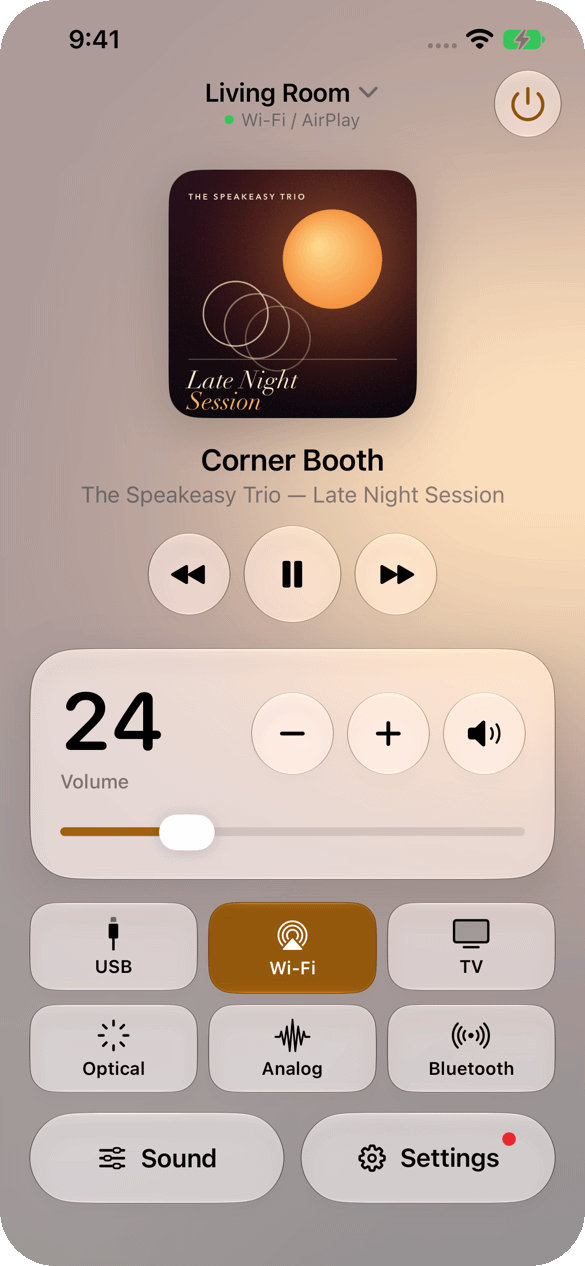 9:41
Living Room
Wi-Fi / AirPlay
THE SPEAKEASY TRIO
Late Night
Session
Corner Booth
The Speakeasy Trio — Late Night Session
24
Volume
USB
Wi-Fi
TV
Optical
Analog
Bluetooth
Sound
Settings